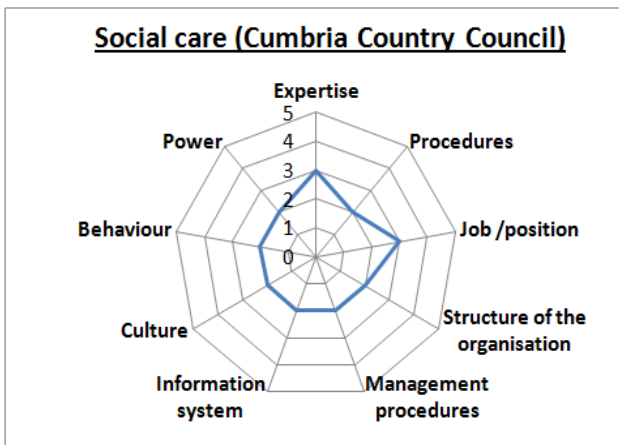 Social care (Cumbria Country Council)
Expertise
5
4
3
2
1
0
Procedures
Job /position
Structure of the
organisation
Management
procedures
Information
system
Culture
Behaviour
Power